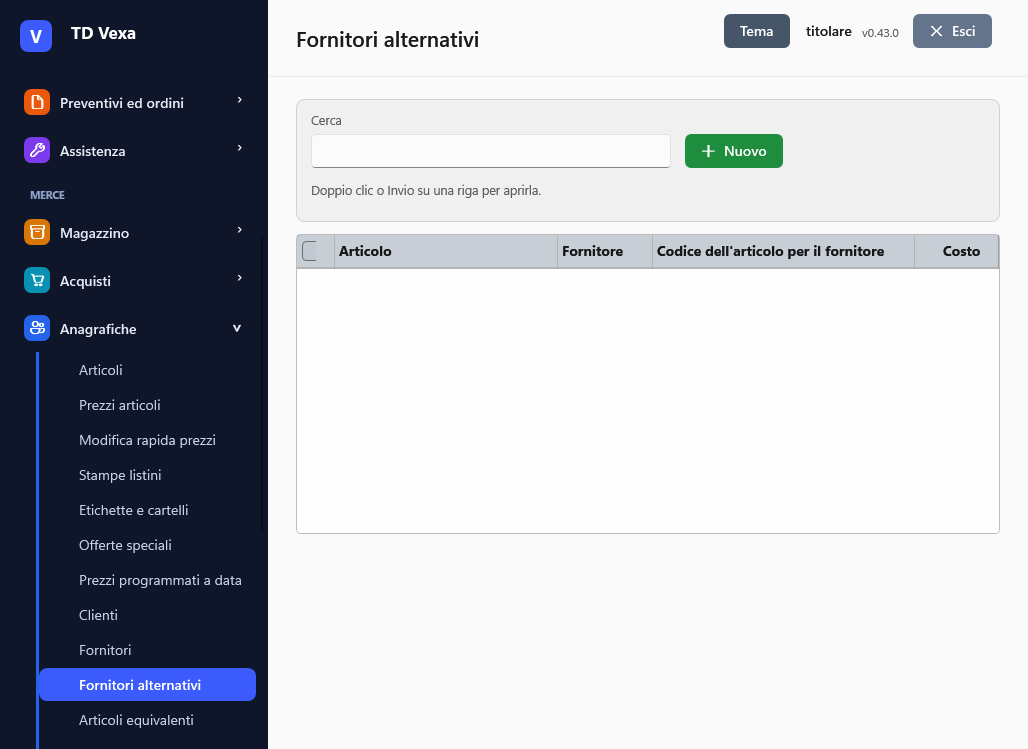 V
TD Vexa
Preventivi ed ordini
Assistenza
MERCE
Magazzino
Acquisti
Anagrafiche
Articoli
Prezzi articoli
Modifica rapida prezzi
Stampe listini
Etichette e cartelli
Offerte speciali
Prezzi programmati a data
Clienti
Fornitori
Fornitori alternativi
Articoli equivalenti
Fornitori alternativi
Tema
titolare v0.43.0
Esci
Cerca
Nuovo
Doppio clic o Invio su una riga per aprirla.
Articolo Fornitore Codice dell'articolo per il fornitore Costo